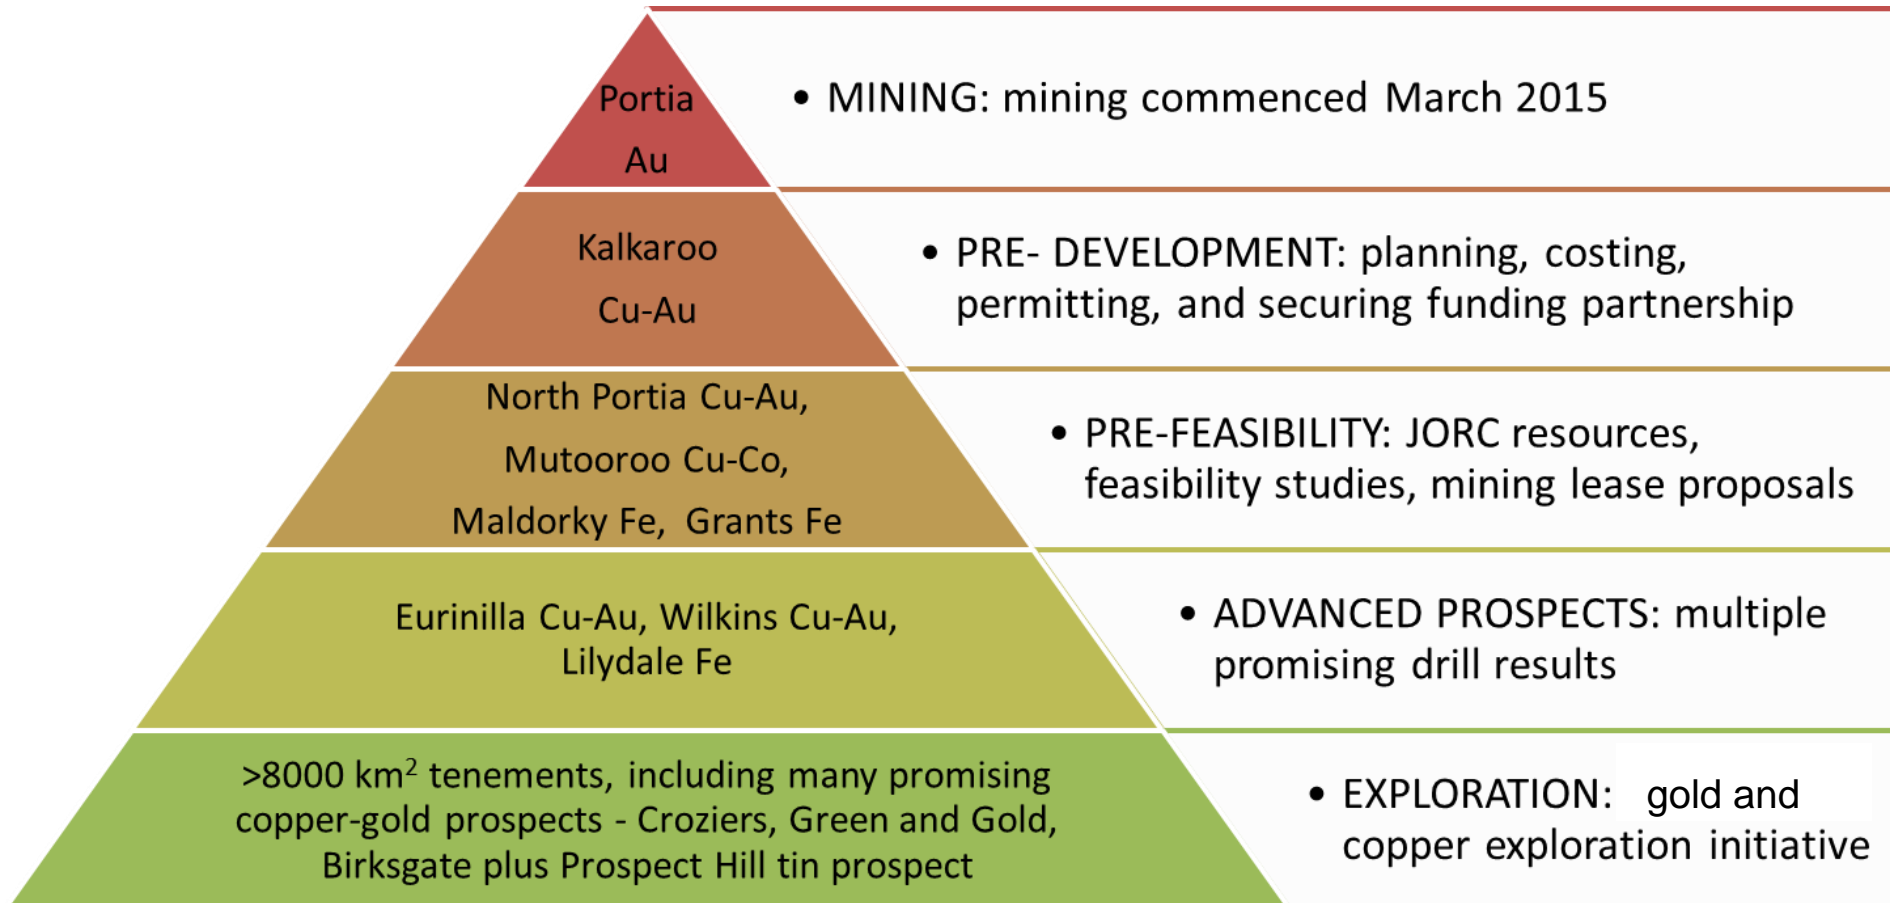 Portia
Au
• MINING: mining commenced March 2015
Kalkaroo
Cu-Au
• PRE- DEVELOPMENT: planning, costing,
permitting, and securing funding partnership
North Portia Cu-Au,
Mutooroo Cu-Co,
Maldorky Fe, Grants Fe
• PRE-FEASIBILITY: JORC resources,
feasibility studies, mining lease proposals
Eurinilla Cu-Au, Wilkins Cu-Au,
Lilydale Fe
• ADVANCED PROSPECTS: multiple
promising drill results
>8000 km² tenements, including many promising
copper-gold prospects - Croziers, Green and Gold,
Birksgate plus Prospect Hill tin prospect
• EXPLORATION: gold and
copper exploration initiative